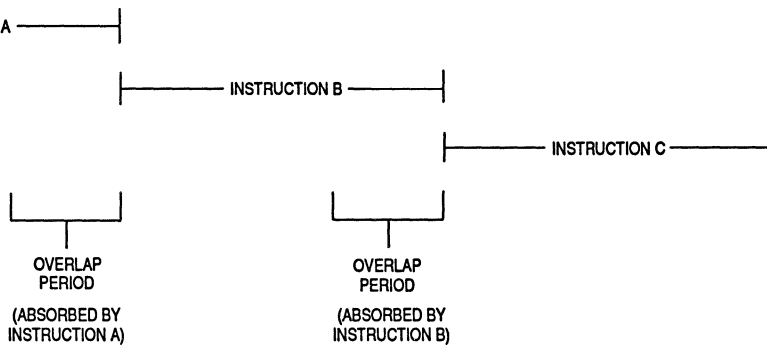 A
INSTRUCTION B
INSTRUCTION C
OVERLAP
PERIOD
(ABSORBED BY
INSTRUCTION A)
OVERLAP
PERIOD
(ABSORBED BY
INSTRUCTION B)